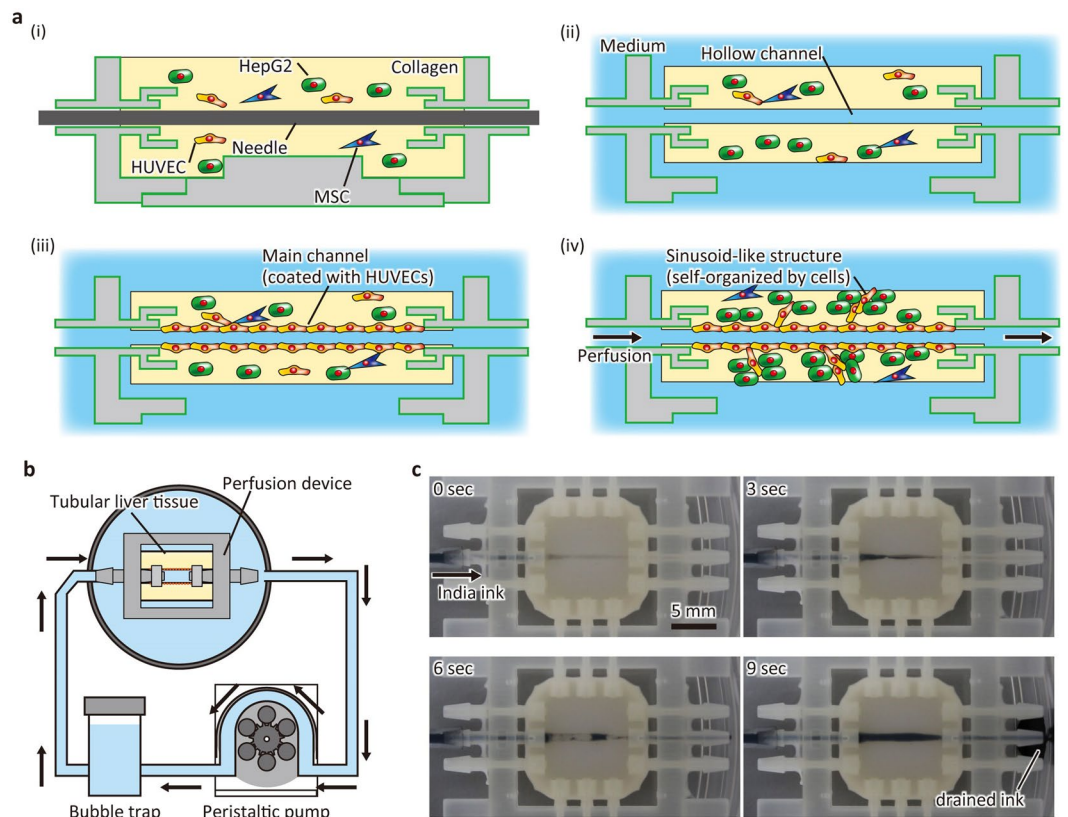 a
(i)
HepG2
Collagen
HUVEC
Needle
MSC
(ii)
Medium
Hollow channel
(iii)
Main channel
(coated with HUVECs)
(iv)
Sinusoid-like structure
(self-organized by cells)
Perfusion
b
Perfusion device
Tubular liver tissue
Bubble trap
Peristaltic pump
c
0 sec
India ink
5 mm
3 sec
6 sec
9 sec
drained ink